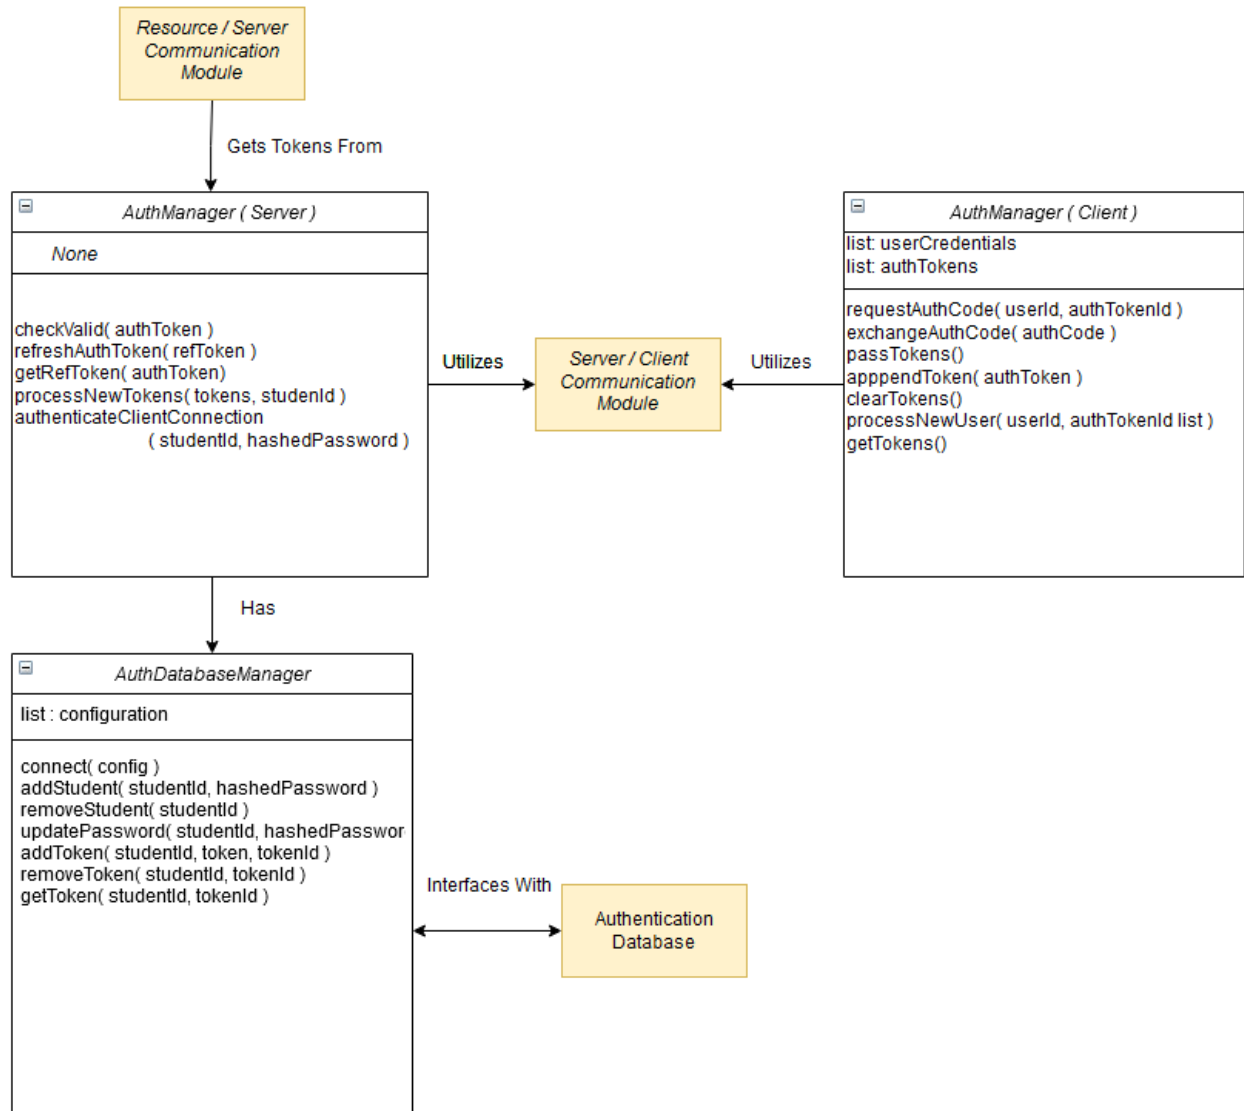 Resource / Server
Communication
Module
Gets Tokens From
AuthManager ( Server )
None
checkValid( authToken )
refreshAuthToken( refToken )
getRefToken( authToken)
processNewTokens( tokens, studenId )
authenticateClientConnection
( studentId, hashedPassword )
Utilizes
Server / Client
Communication
Module
Utilizes
AuthManager ( Client )
list: userCredentials
list: authTokens
requestAuthCode( userId, authTokenId )
exchangeAuthCode( authCode )
passTokens()
apppendToken( authToken )
clearTokens()
processNewUser( userId, authTokenId list )
getTokens()
Has
AuthDatabaseManager
list : configuration
connect( config )
addStudent( studentId, hashedPassword )
removeStudent( studentId )
updatePassword( studentId, hashedPasswor
addToken( studentId, token, tokenId )
removeToken( studentId, tokenId )
getToken( studentId, tokenId )
Interfaces With
Authentication
Database